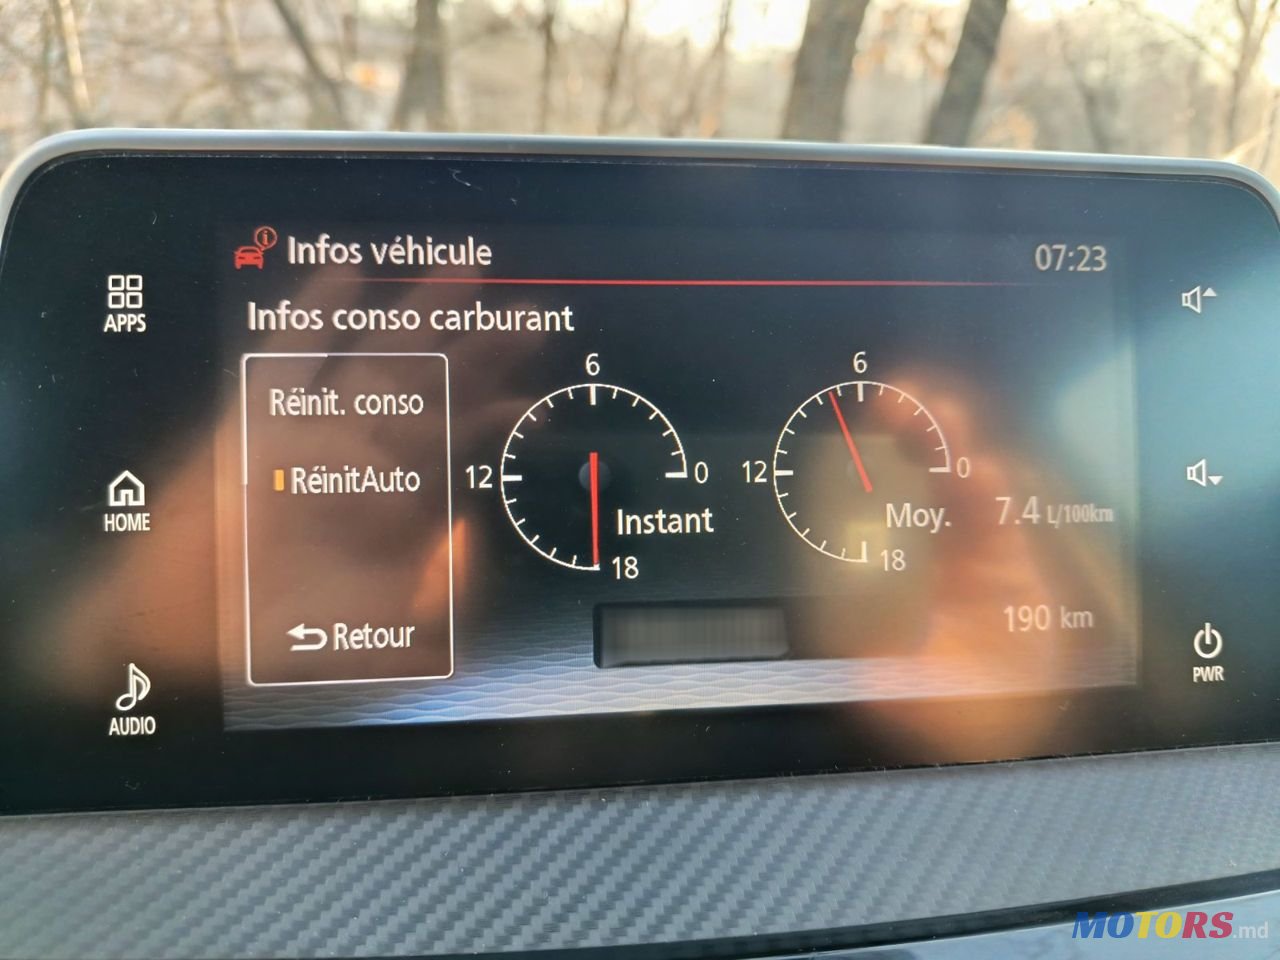 Infos véhicule
07:23
APPS
Infos conso carburant
Réinit. conso
RéinitAuto
Retour
6
12
0
Instant
18
6
12
0
Moy.
7.4 L/100km
18
190 km
HOME
AUDIO
PWR
MOTORS.md